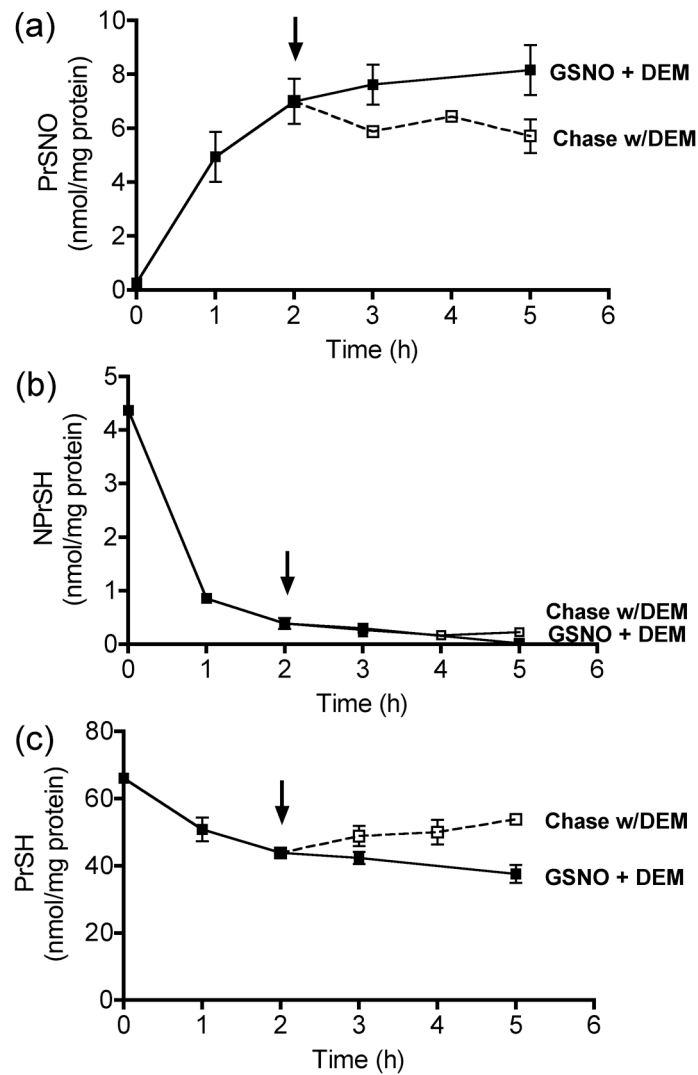 (a)
10
8
6
4
2
0
PrSNO
(nmol/mg protein)
GSNO + DEM
Chase w/DEM
0 1 2 3 4 5 6
Time (h)
(b)
5
4
3
2
1
0
NPrSH
(nmol/mg protein)
Chase w/DEM
GSNO + DEM
0 1 2 3 4 5 6
Time (h)
(c)
80
60
40
20
0
PrSH
(nmol/mg protein)
Chase w/DEM
GSNO + DEM
0 1 2 3 4 5 6
Time (h)